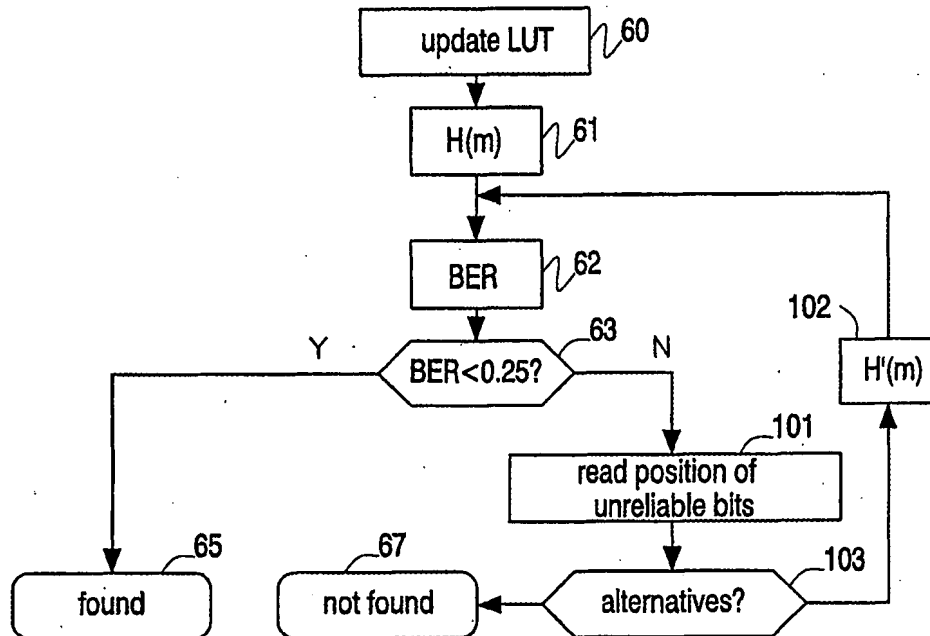 update LUT
60
H(m)
61
BER
62
102
63
Y
N
BER<0.25?
H'(m)
101
read position of
unreliable bits
65
67
103
found
not found
alternatives?